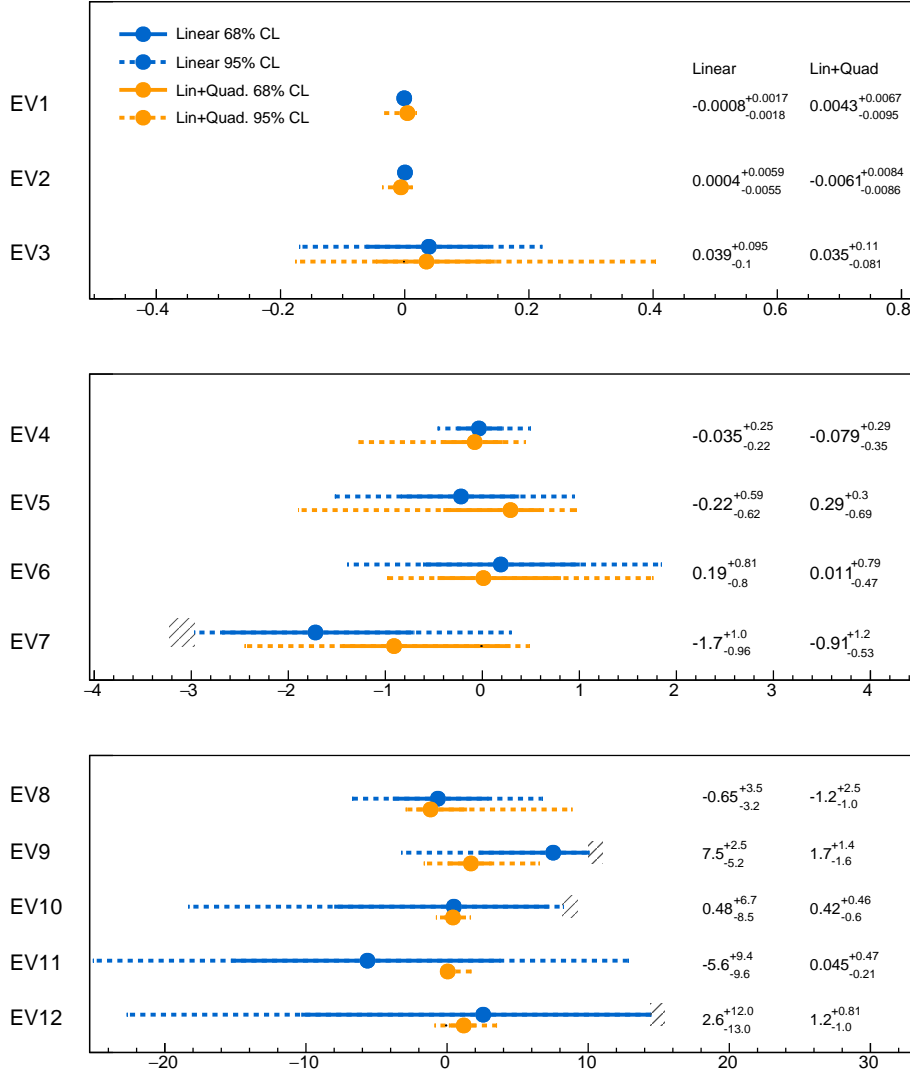 Linear 68% CL
Linear 95% CL
Lin+Quad. 68% CL
Lin+Quad. 95% CL
Linear Lin+Quad
EV1 -0.0008 +0.0017 -0.0018 0.0043 +0.0067 -0.0095
EV2 0.0004 +0.0059 -0.0055 -0.0061 +0.0084 -0.0086
EV3 0.039 +0.095 -0.1 0.035 +0.11 -0.081
−0.4 −0.2 0 0.2 0.4 0.6 0.8
EV4 -0.035 +0.25 -0.22 -0.079 +0.29 -0.35
EV5 -0.22 +0.59 -0.62 0.29 +0.3 -0.69
EV6 0.19 +0.81 -0.8 0.011 +0.79 -0.47
EV7 -1.7 +1.0 -0.96 -0.91 +1.2 -0.53
−4 −3 −2 −1 0 1 2 3 4
EV8 -0.65 +3.5 -3.2 -1.2 +2.5 -1.0
EV9 7.5 +2.5 -5.2 1.7 +1.4 -1.6
EV10 0.48 +6.7 -8.5 0.42 +0.46 -0.6
EV11 -5.6 +9.4 -9.6 0.045 +0.47 -0.21
EV12 2.6 +12.0 -13.0 1.2 +0.81 -1.0
−20 −10 0 10 20 30